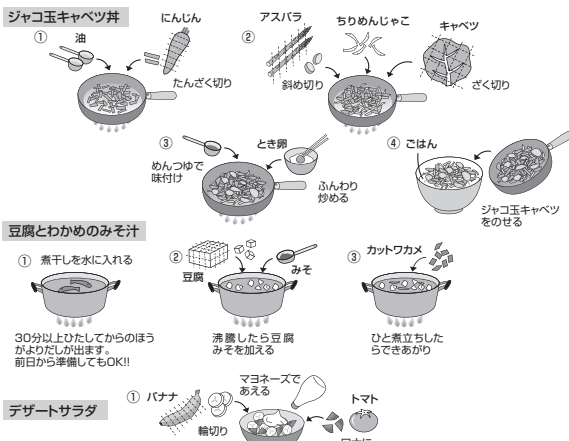 ジャコ玉キャベツ丼
①
油
にんじん
たんざく切り
②
アスパラ
斜め切り
ちりめんじゃこ
キャベツ
ざく切り
③
めんつゆで
味付け
とき卵
ふんわり
炒める
④ ごはん
ジャコ玉キャベツ
をのせる
豆腐とわかめのみそ汁
① 煮干しを水に入れる
30分以上ひたしてからのほう
がよりだしが出ます。
前日から準備してもOK!!
②
豆腐
みそ
沸騰したら豆腐
みそを加える
③
カットワカメ
ひと煮立ちした
らできあがり
デザートサラダ
① バナナ
輪切り
マヨネーズで
あえる
トマト